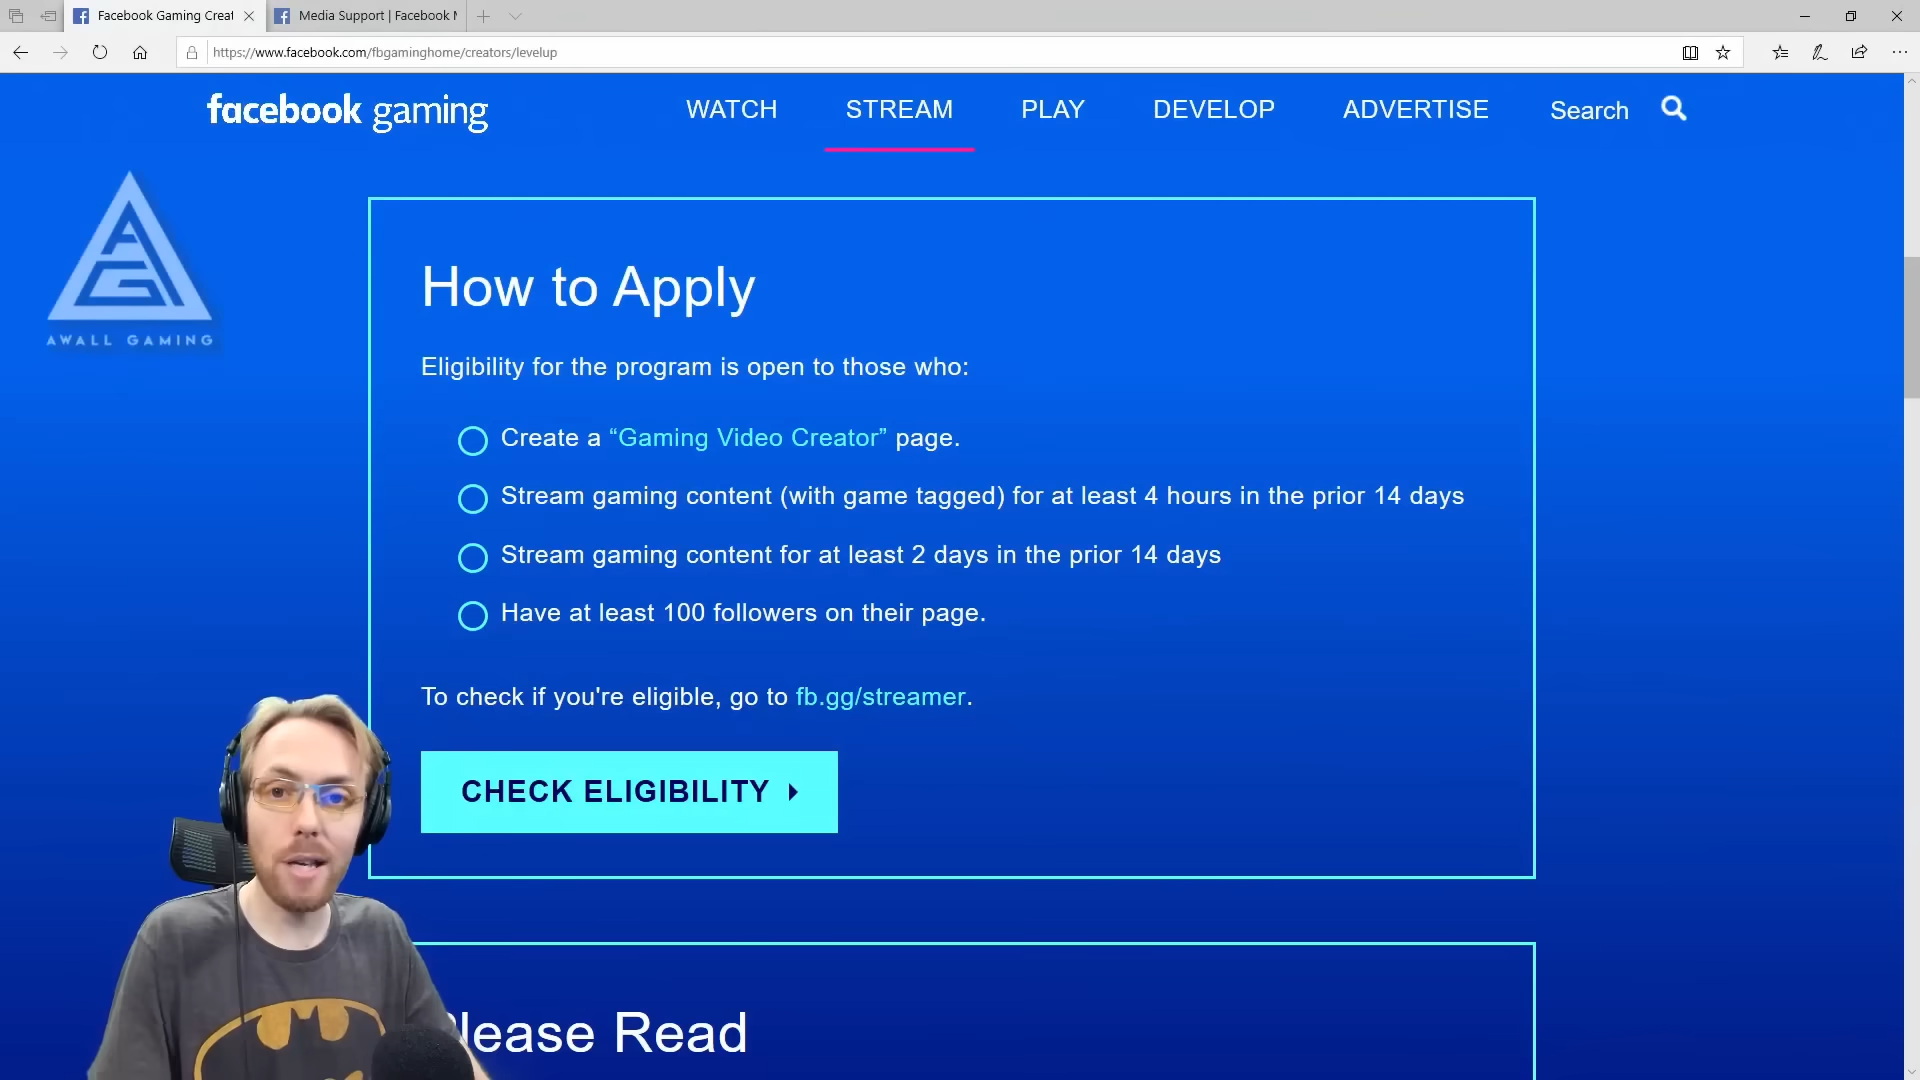 Facebook Gaming Creat
Media Support | Facebook M
https://www.facebook.com/fbgaminghome/creators/levelup
facebook gaming
WATCH
STREAM
PLAY
DEVELOP
ADVERTISE
Search
AG
AWALL GAMING
How to Apply
Eligibility for the program is open to those who:
Create a “Gaming Video Creator” page.
Stream gaming content (with game tagged) for at least 4 hours in the prior 14 days
Stream gaming content for at least 2 days in the prior 14 days
Have at least 100 followers on their page.
To check if you're eligible, go to fb.gg/streamer.
CHECK ELIGIBILITY
lease Read